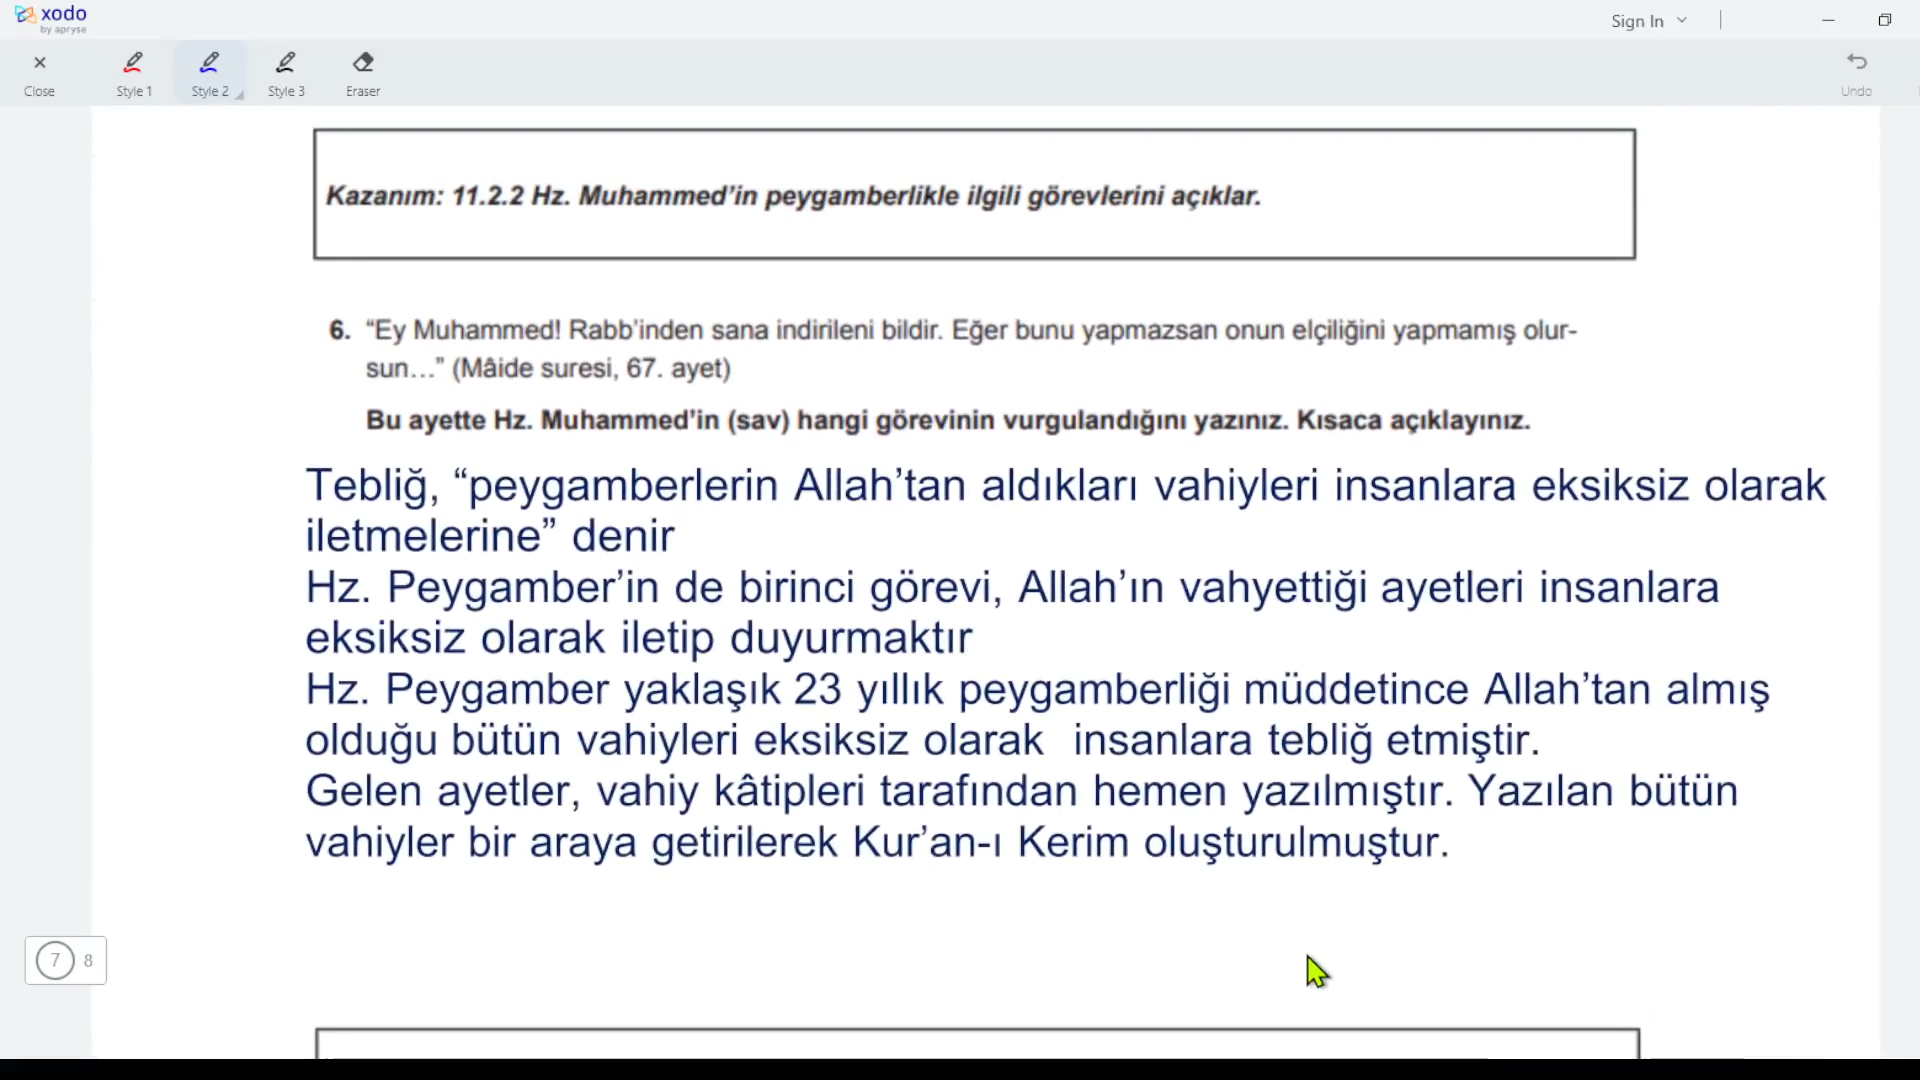 xodo
by apryse
Sign In
Close
Style 1
Style 2
Style 3
Eraser
Undo
Kazanım: 11.2.2 Hz. Muhammed’in peygamberlikle ilgili görevlerini açıklar.
6. “Ey Muhammed! Rabb’inden sana indirileni bildir. Eğer bunu yapmazsan onun elçiliğini yapmamış olur-
sun…” (Mâide suresi, 67. ayet)
Bu ayette Hz. Muhammed’in (sav) hangi görevinin vurgulandığını yazınız. Kısaca açıklayınız.
Tebliğ, “peygamberlerin Allah’tan aldıkları vahiyleri insanlara eksiksiz olarak
iletmelerine” denir
Hz. Peygamber’in de birinci görevi, Allah’ın vahyettiği ayetleri insanlara
eksiksiz olarak iletip duyurmaktır
Hz. Peygamber yaklaşık 23 yıllık peygamberliği müddetince Allah’tan almış
olduğu bütün vahiyleri eksiksiz olarak  insanlara tebliğ etmiştir.
Gelen ayetler, vahiy kâtipleri tarafından hemen yazılmıştır. Yazılan bütün
vahiyler bir araya getirilerek Kur’an-ı Kerim oluşturulmuştur.
7 8